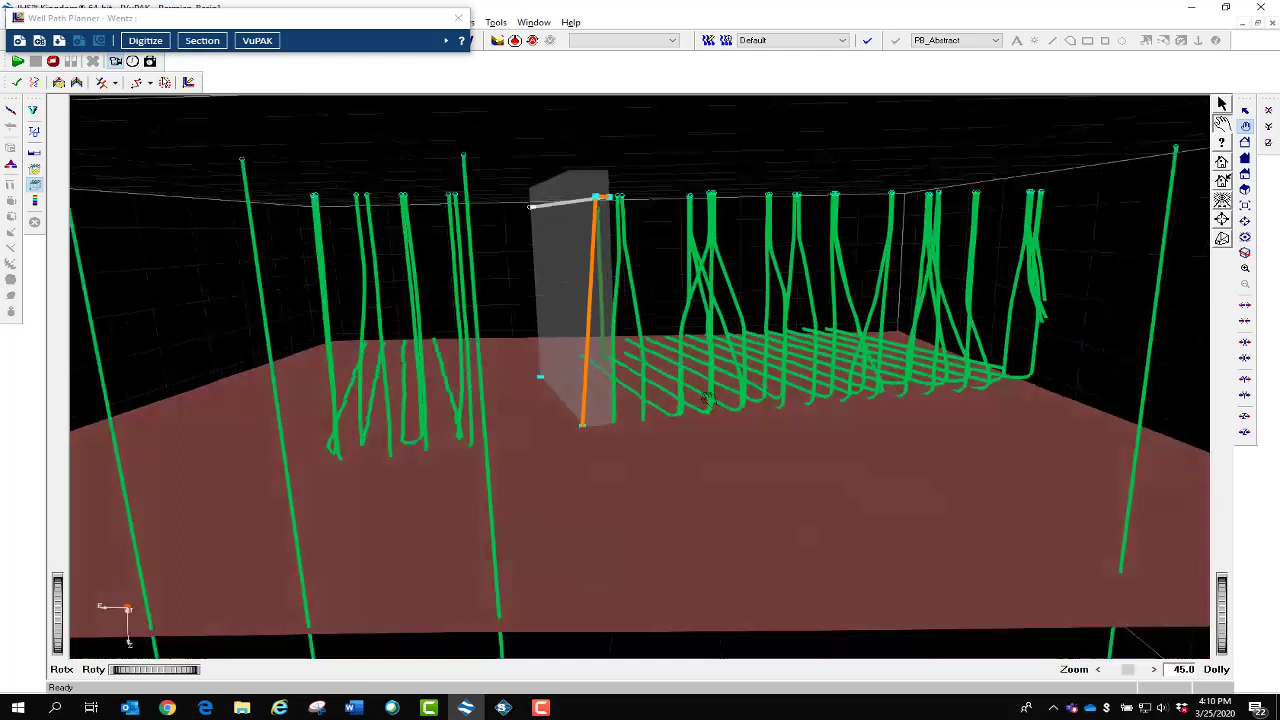 Well Path Planner - Wentz :
Tools Window Help
Digitize Section VuPAK
Default
PB_Abstract
Rotx Roty
Zoom 45.0 Dolly
Ready
4:10 PM
3/25/2020
22